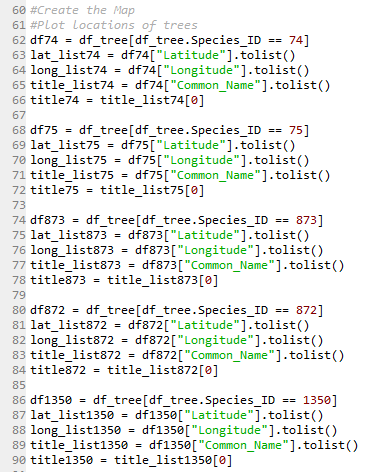 62 #Create the Map
63 #Plot locations of trees
62 df74 = df_tree[df_tree.Species_ID == 74]
63 lat_list74 = df74["Latitude"].tolist()
64 long_list74 = df74["Longitude"].tolist()
65 title_list74 = df74["Common_Name"].tolist()
66 title74 = title_list74[0]
67
68 df75 = df_tree[df_tree.Species_ID == 75]
69 lat_list75 = df75["Latitude"].tolist()
70 long_list75 = df75["Longitude"].tolist()
71 title_list75 = df75["Common_Name"].tolist()
72 title75 = title_list75[0]
73
74 df873 = df_tree[df_tree.Species_ID == 873]
75 lat_list873 = df873["Latitude"].tolist()
76 long_list873 = df873["Longitude"].tolist()
77 title_list873 = df873["Common_Name"].tolist()
78 title873 = title_list873[0]
79
80 df872 = df_tree[df_tree.Species_ID == 872]
81 lat_list872 = df872["Latitude"].tolist()
82 long_list872 = df872["Longitude"].tolist()
83 title_list872 = df872["Common_Name"].tolist()
84 title872 = title_list872[0]
85
86 df1350 = df_tree[df_tree.Species_ID == 1350]
87 lat_list1350 = df1350["Latitude"].tolist()
88 long_list1350 = df1350["Longitude"].tolist()
89 title_list1350 = df1350["Common_Name"].tolist()
90 title1350 = title_list1350[0]